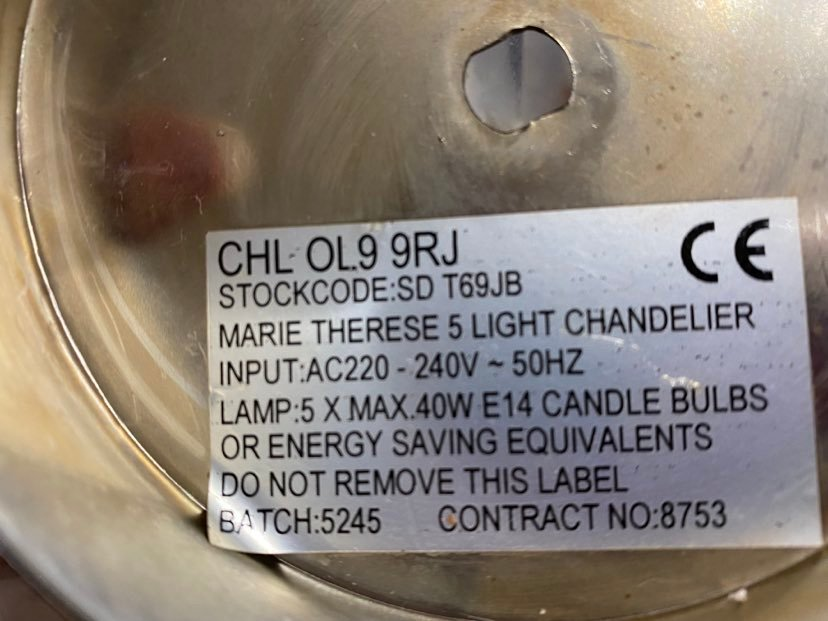 CHL OL9 9RJ CE
STOCKCODE:SD T69JB
MARIE THERESE 5 LIGHT CHANDELIER
INPUT:AC220 - 240V ~ 50HZ
LAMP:5 X MAX.40W E14 CANDLE BULBS
OR ENERGY SAVING EQUIVALENTS
DO NOT REMOVE THIS LABEL
BATCH:5245 CONTRACT NO:8753